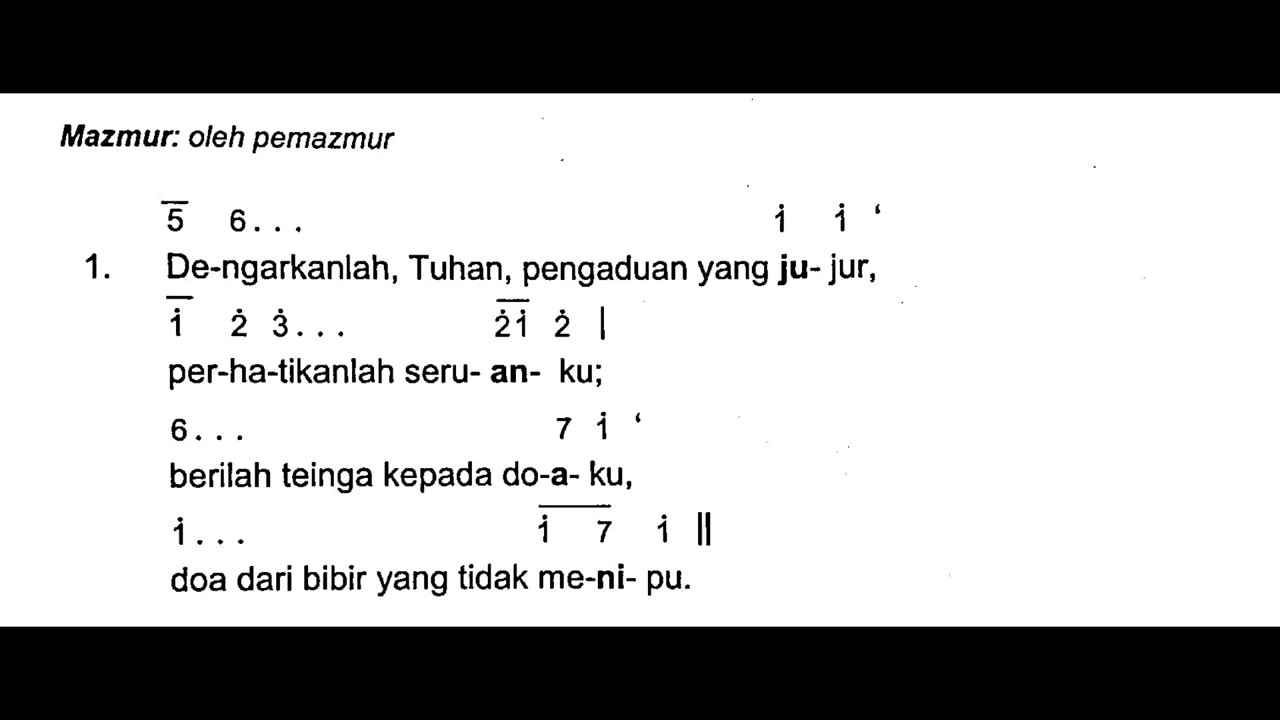 Mazmur: oleh pemazmur
5 6... i̇ i̇ ‘
1. De-ngarkanlah, Tuhan, pengaduan yang ju- jur,
1̇ 2̇ 3̇... 2̇1̇ 2̇ |
per-ha-tikanlah seru- an- ku;
6... 7 1̇ ‘
berilah teinga kepada do-a- ku,
1̇... 1̇ 7 1̇ ||
doa dari bibir yang tidak me-ni- pu.